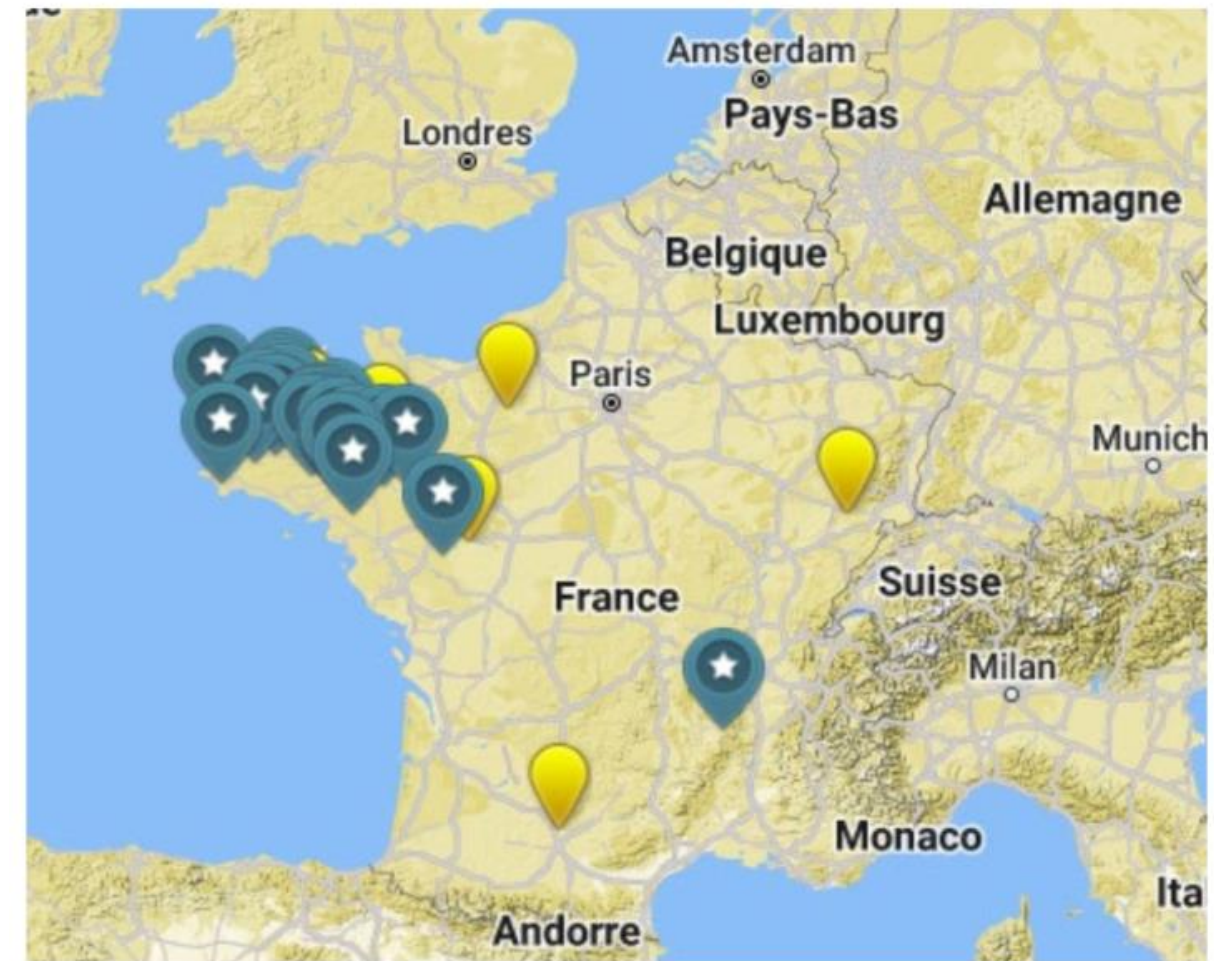 Amsterdam
Pays-Bas
Londres
Allemagne
Belgique
Luxembourg
Paris
Munich
France
Suisse
Milan
Monaco
Ita
Andorre